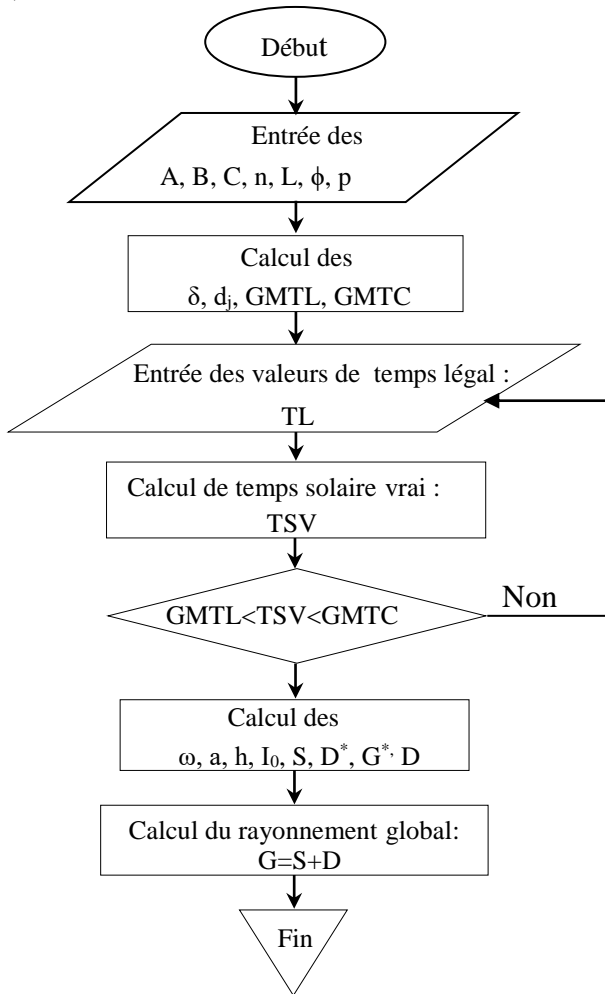 Début
Entrée des
A, B, C, n, L, ϕ, p
Calcul des
δ, dj, GMTL, GMTC
Entrée des valeurs de temps légal :
TL
Calcul de temps solaire vrai :
TSV
GMTL<TSV<GMTC
Non
Calcul des
ω, a, h, I0, S, D*, G*, D
Calcul du rayonnement global:
G=S+D
Fin